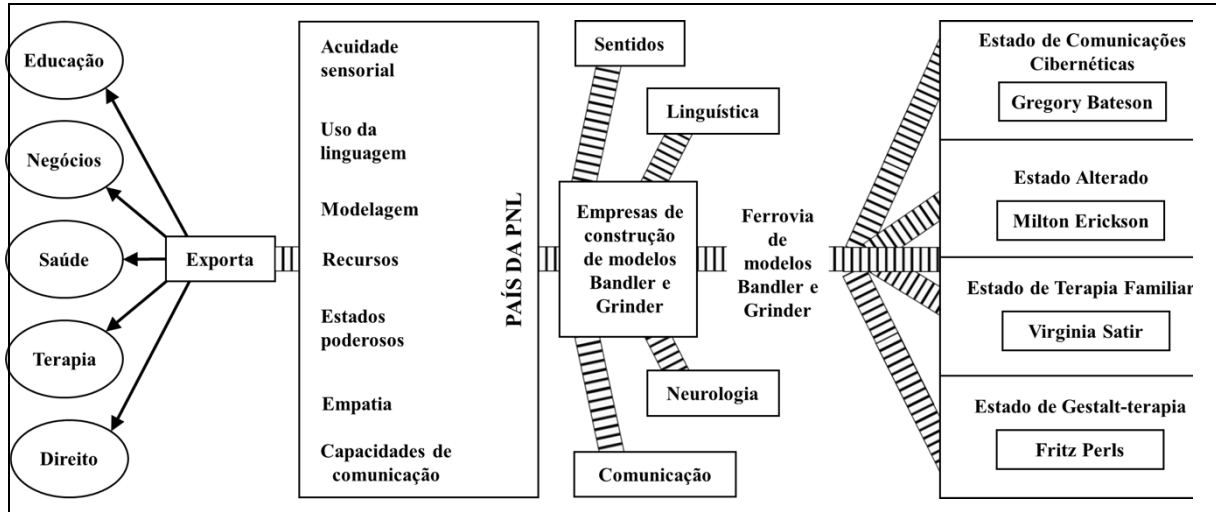 Educação
Negócios
Saúde
Terapia
Direito
Exporta
Acuidade
sensorial
Uso da
linguagem
Modelagem
Recursos
Estados
poderosos
Empatia
Capacidades de
comunicação
PAÍS DA PNL
Sentidos
Linguística
Empresas de
construção
de modelos
Bandler e
Grinder
Neurologia
Comunicação
Ferrovia
de
modelos
Bandler e
Grinder
Estado de Comunicações
Cibernéticas
Gregory Bateson
Estado Alterado
Milton Erickson
Estado de Terapia Familiar
Virginia Satir
Estado de Gestalt-terapia
Fritz Perls